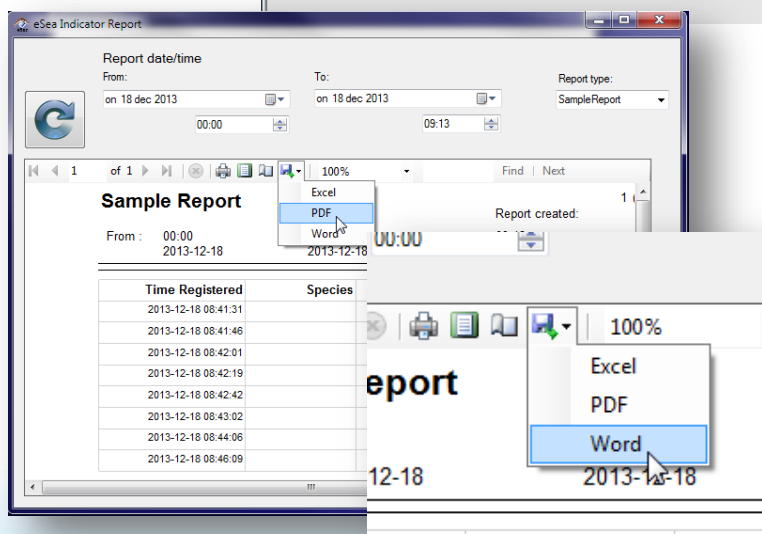 eSea Indicator Report
Report date/time
From: To: Report type:
on 18 dec 2013 on 18 dec 2013 SampleReport
00:00 09:13
1 of 1 100% Find | Next
Excel
PDF
Word
Sample Report 1 (
Report created:
From : 00:00
2013-12-18 2013-12-18
Time Registered Species
2013-12-18 08:41:31
2013-12-18 08:41:46
2013-12-18 08:42:01
2013-12-18 08:42:19
2013-12-18 08:42:42
2013-12-18 08:43:02
2013-12-18 08:44:06
2013-12-18 08:46:09
00:00
100%
Excel
PDF
Word
eport
12-18 2013-12-18